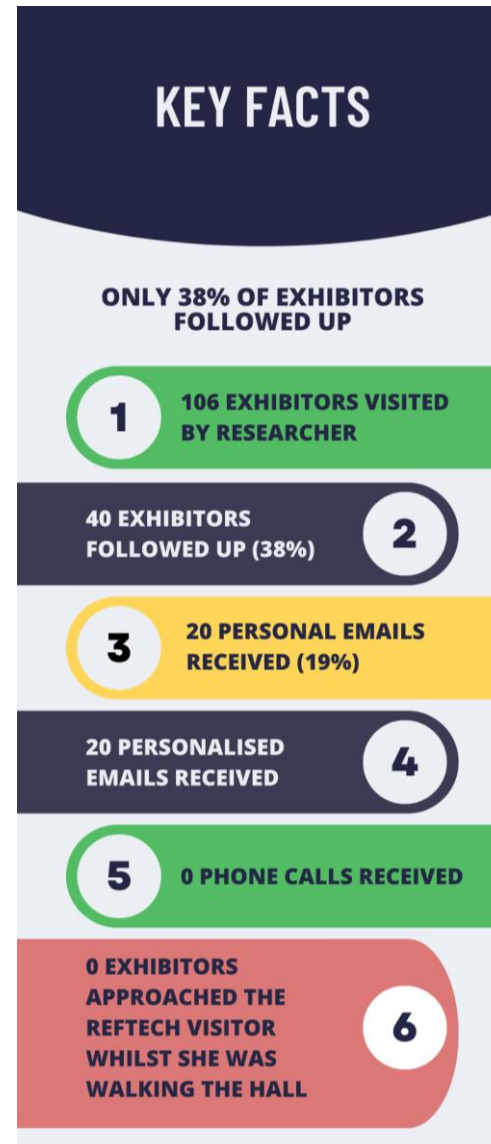 KEY FACTS
ONLY 38% OF EXHIBITORS
FOLLOWED UP
1
106 EXHIBITORS VISITED
BY RESEARCHER
40 EXHIBITORS
FOLLOWED UP (38%)
2
3
20 PERSONAL EMAILS
RECEIVED (19%)
20 PERSONALISED
EMAILS RECEIVED
4
5
0 PHONE CALLS RECEIVED
0 EXHIBITORS
APPROACHED THE
REFTECH VISITOR
WHILST SHE WAS
WALKING THE HALL
6